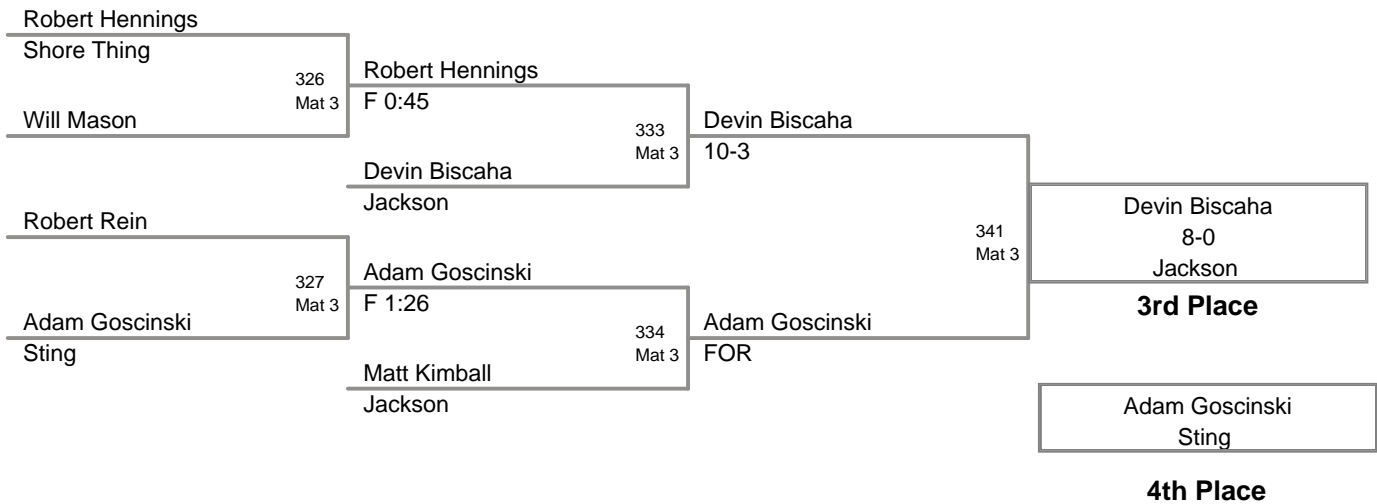 Robert Hennings
Shore Thing
326
Mat 3
Will Mason
Robert Hennings
F 0:45
333
Mat 3
Devin Biscaha
Jackson
Devin Biscaha
10-3
Robert Rein
327
Mat 3
Adam Goscinski
Sting
Adam Goscinski
F 1:26
334
Mat 3
Matt Kimball
Jackson
Adam Goscinski
FOR
341
Mat 3
Devin Biscaha
8-0
Jackson
3rd Place
Adam Goscinski
Sting
4th Place